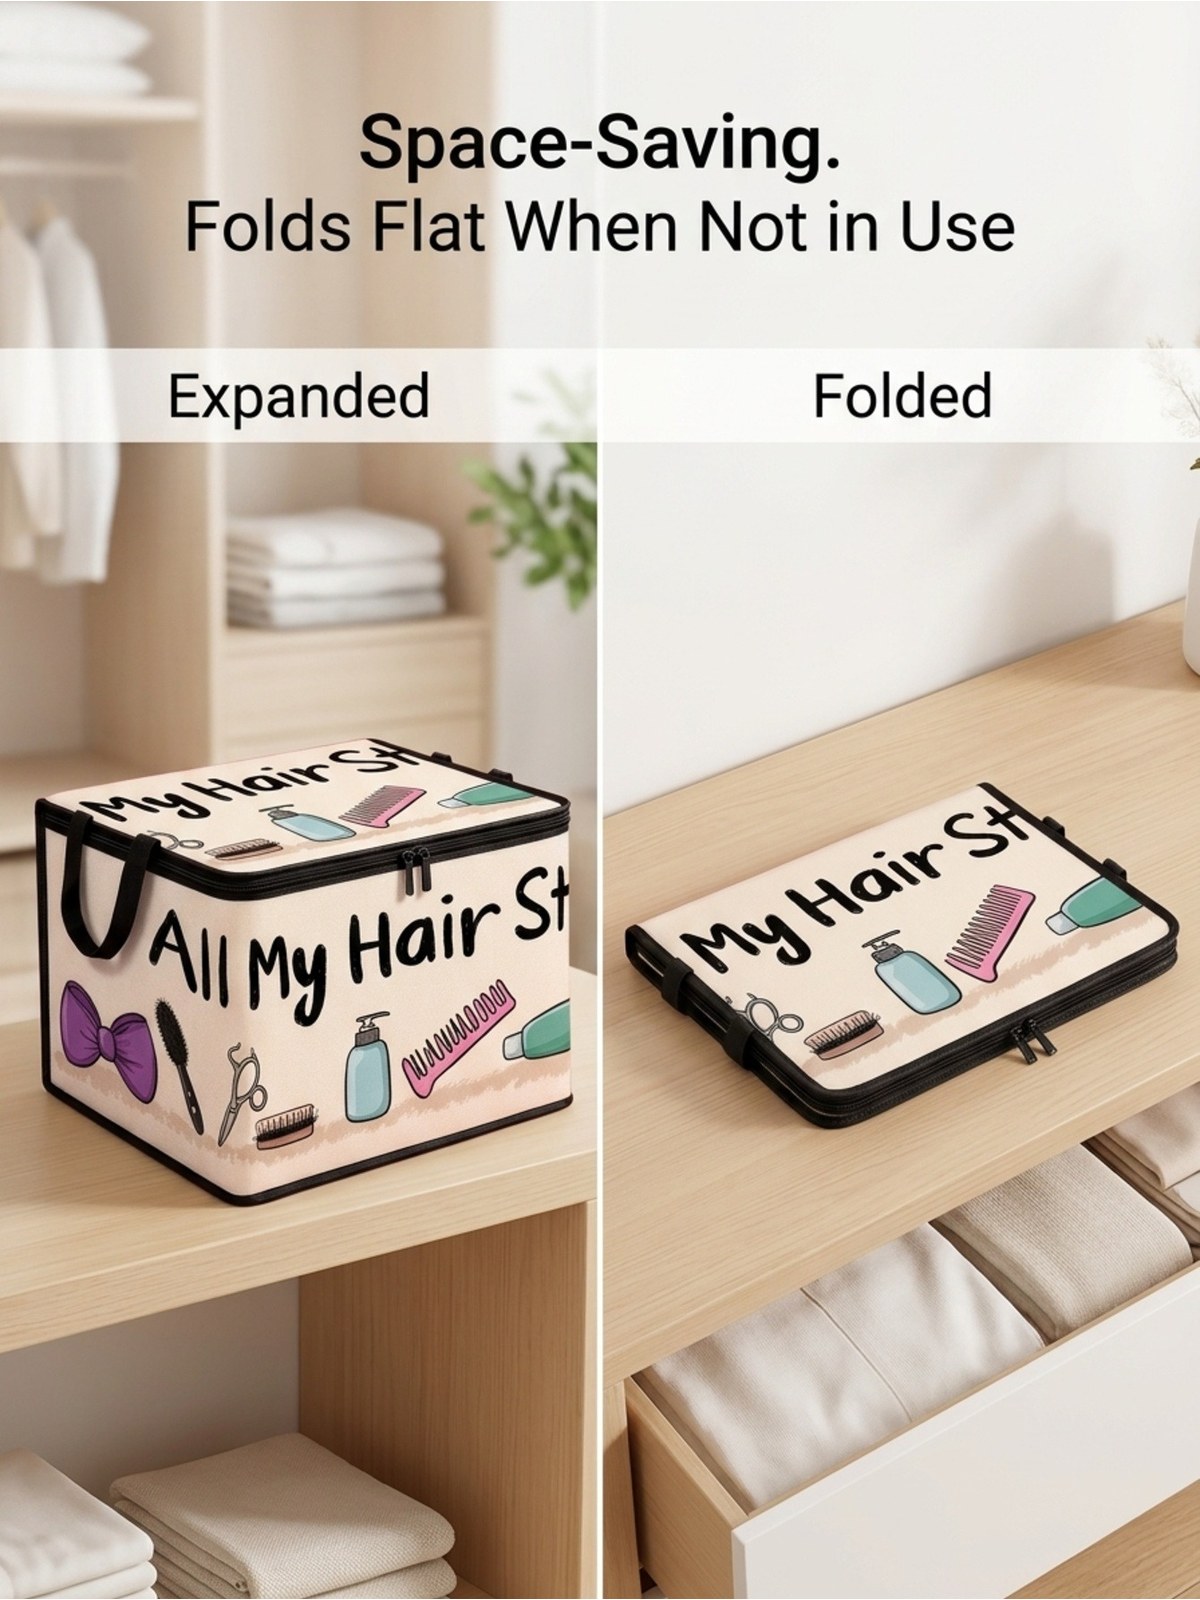 Space-Saving.
Folds Flat When Not in Use
Expanded
Folded
My Hair St
All My Hair St
My Hair St